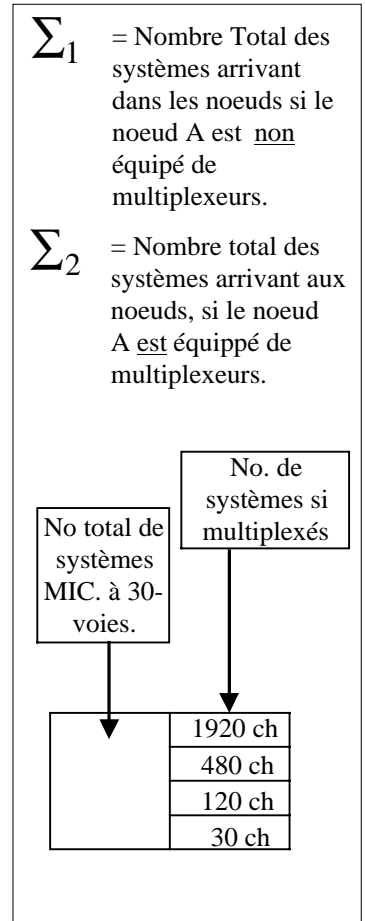 ∑1 = Nombre Total des
systèmes arrivant
dans les noeuds si le
noeud A est non
équipé de
multiplexeurs.
∑2 = Nombre total des
systèmes arrivant aux
noeuds, si le noeud
A est équippé de
multiplexeurs.
No. de
systèmes si
multiplexés
No total de
systèmes
MIC. à 30-
voies.
1920 ch
480 ch
120 ch
30 ch